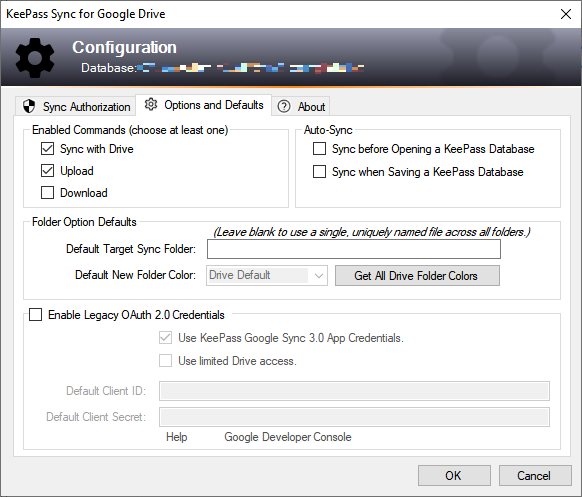 KeePass Sync for Google Drive
Configuration
Database:
Sync Authorization
Options and Defaults
About
Enabled Commands (choose at least one)
Sync with Drive
Upload
Download
Auto-Sync
Sync before Opening a KeePass Database
Sync when Saving a KeePass Database
Folder Option Defaults
(Leave blank to use a single, uniquely named file across all folders.)
Default Target Sync Folder:
Default New Folder Color: Drive Default Get All Drive Folder Colors
Enable Legacy OAuth 2.0 Credentials
Use KeePass Google Sync 3.0 App Credentials.
Use limited Drive access.
Default Client ID:
Default Client Secret:
Help Google Developer Console
OK Cancel